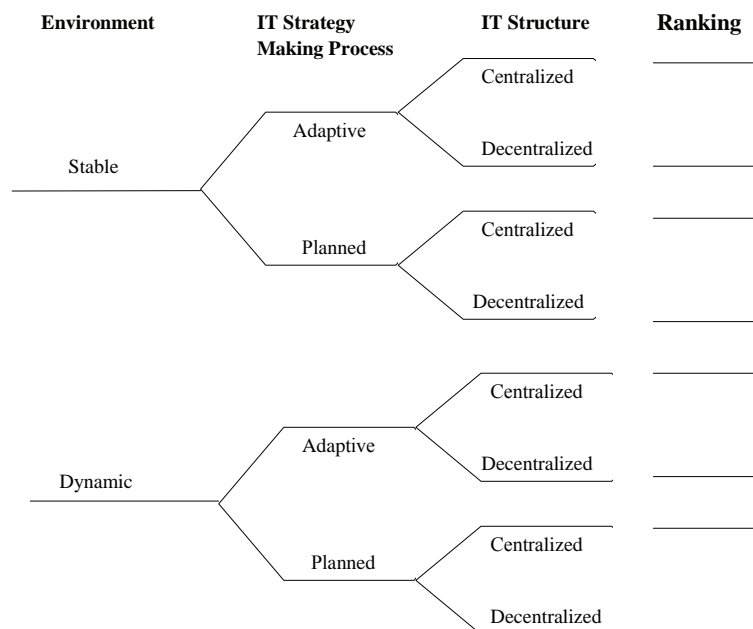 Environment
IT Strategy
Making Process
IT Structure
Ranking
Centralized
Adaptive
Decentralized
Stable
Centralized
Planned
Decentralized
Centralized
Adaptive
Decentralized
Dynamic
Centralized
Planned
Decentralized